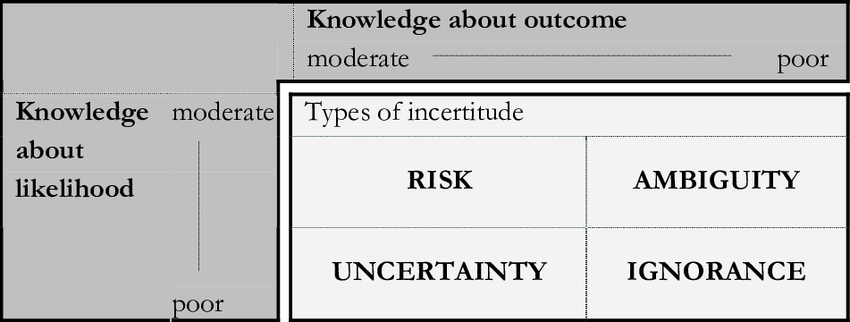 Knowledge about outcome
moderate poor
Knowledge moderate
about
likelihood
poor
Types of incertitude
RISK AMBIGUITY
UNCERTAINTY IGNORANCE